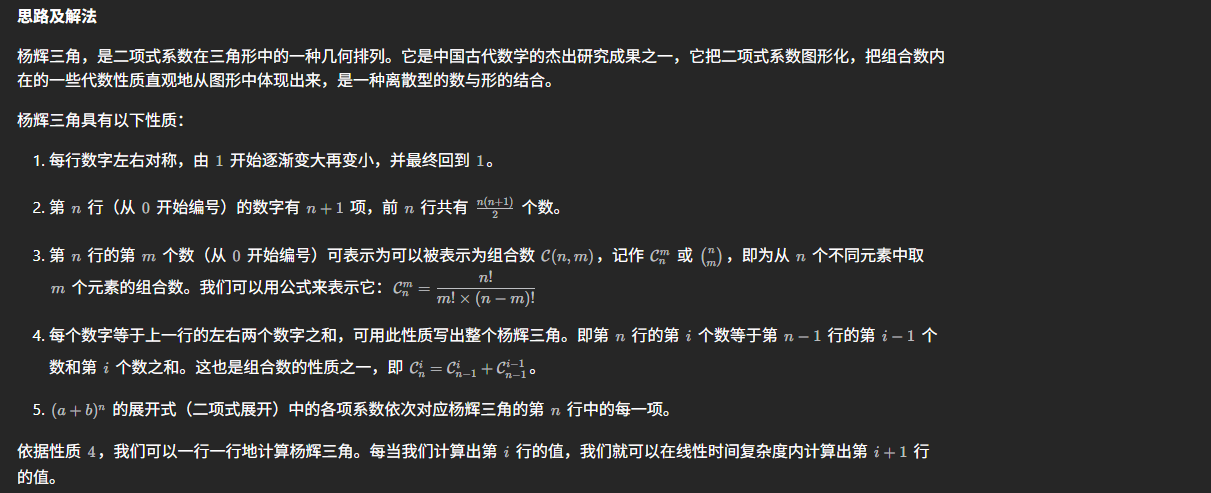 思路及解法
杨辉三角，是二项式系数在三角形中的一种几何排列。它是中国古代数学的杰出研究成果之一，它把二项式系数图形化，把组合数内
在的一些代数性质直观地从图形中体现出来，是一种离散型的数与形的结合。
杨辉三角具有以下性质：
1. 每行数字左右对称，由 1 开始逐渐变大再变小，并最终回到 1。
2. 第 n 行（从 0 开始编号）的数字有 n+1 项，前 n 行共有 $\frac{n(n+1)}{2}$ 个数。
3. 第 n 行的第 m 个数（从 0 开始编号）可表示为可以被表示为组合数 $\mathcal{C}(n,m)$，记作 $\mathcal{C}_n^m$ 或 $\binom{n}{m}$，即为从 n 个不同元素中取
m 个元素的组合数。我们可以用公式来表示它：$\mathcal{C}_n^m=\frac{n!}{m!\times(n-m)!}$
4. 每个数字等于上一行的左右两个数字之和，可用此性质写出整个杨辉三角。即第 n 行的第 i 个数等于第 n−1 行的第 i−1 个
数和第 i 个数之和。这也是组合数的性质之一，即 $\mathcal{C}_n^i=\mathcal{C}_{n-1}^i+\mathcal{C}_{n-1}^{i-1}$。
5. $(a+b)^n$ 的展开式（二项式展开）中的各项系数依次对应杨辉三角的第 n 行中的每一项。
依据性质 4，我们可以一行一行地计算杨辉三角。每当我们计算出第 i 行的值，我们就可以在线性时间复杂度内计算出第 i+1 行
的值。